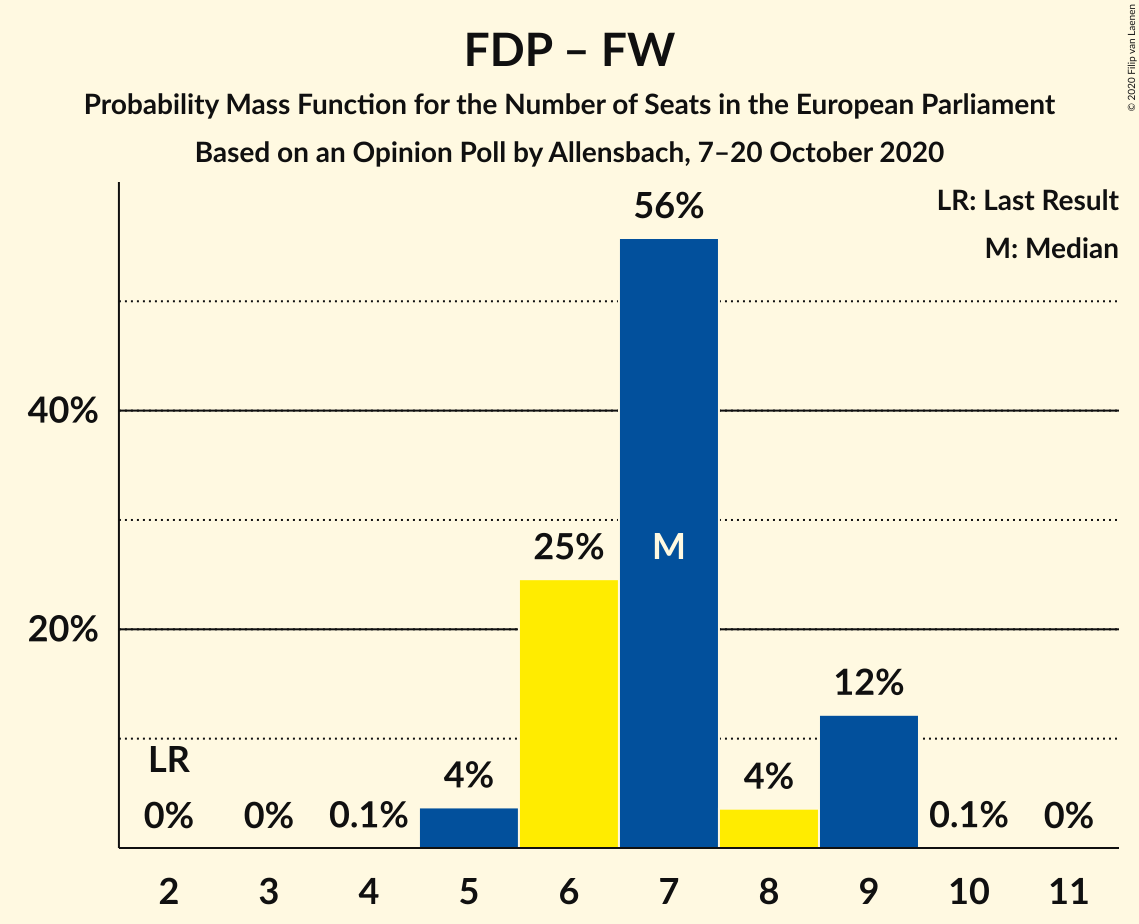 FDP – FW
Probability Mass Function for the Number of Seats in the European Parliament
Based on an Opinion Poll by Allensbach, 7–20 October 2020
© 2020 Filip van Laenen
LR: Last Result
M: Median
56%
40%
25%
M
20%
12%
LR
4%
4%
0%
0%
0.1%
0.1%
0%
2 3 4 5 6 7 8 9 10 11